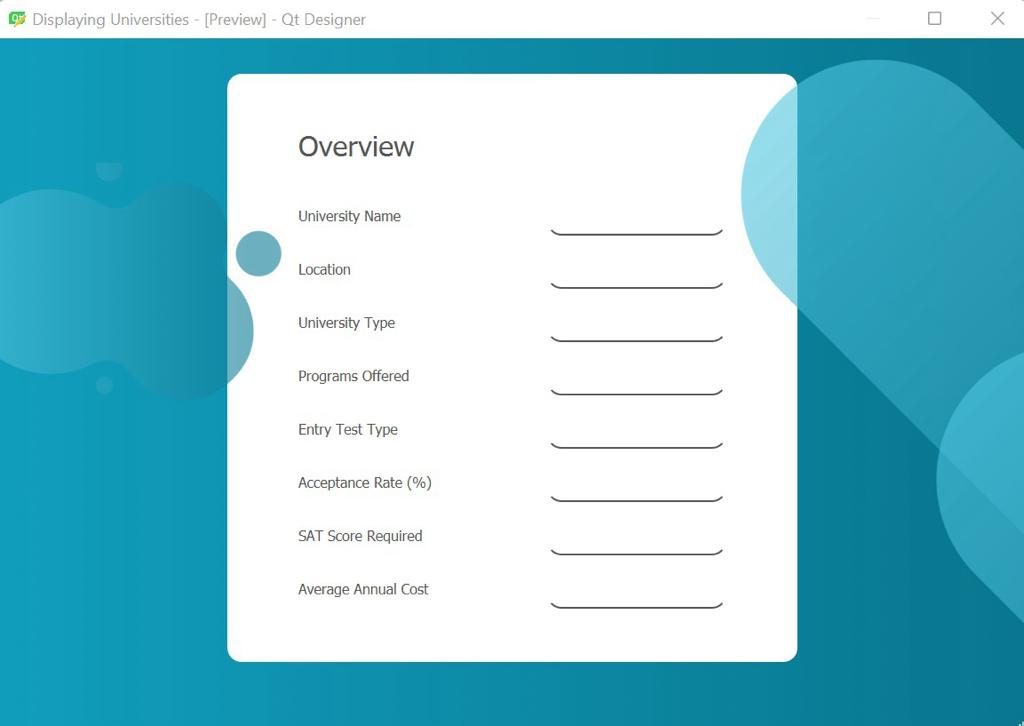 Displaying Universities - [Preview] - Qt Designer
Overview
University Name
Location
University Type
Programs Offered
Entry Test Type
Acceptance Rate (%)
SAT Score Required
Average Annual Cost